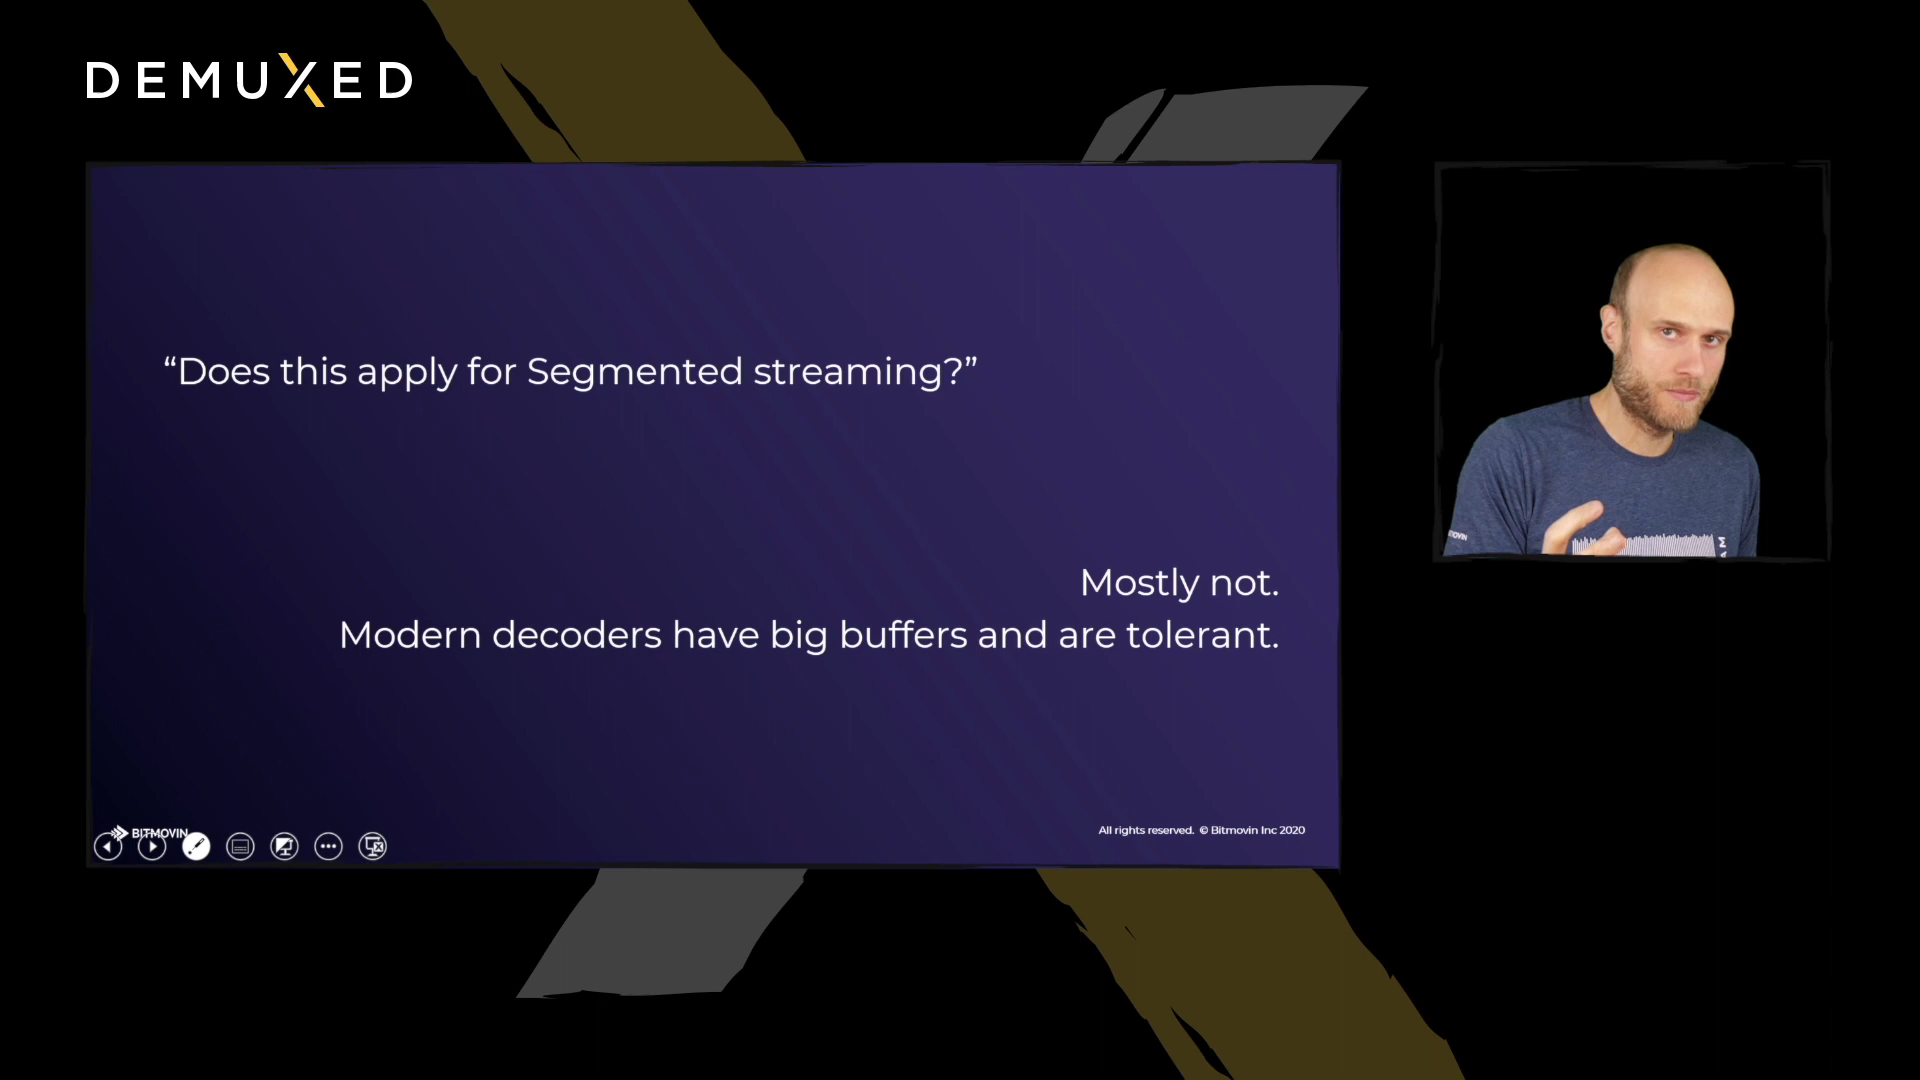 DEMUXED
“Does this apply for Segmented streaming?”
Mostly not.
Modern decoders have big buffers and are tolerant.
BITMOVIN
All rights reserved. © Bitmovin Inc 2020